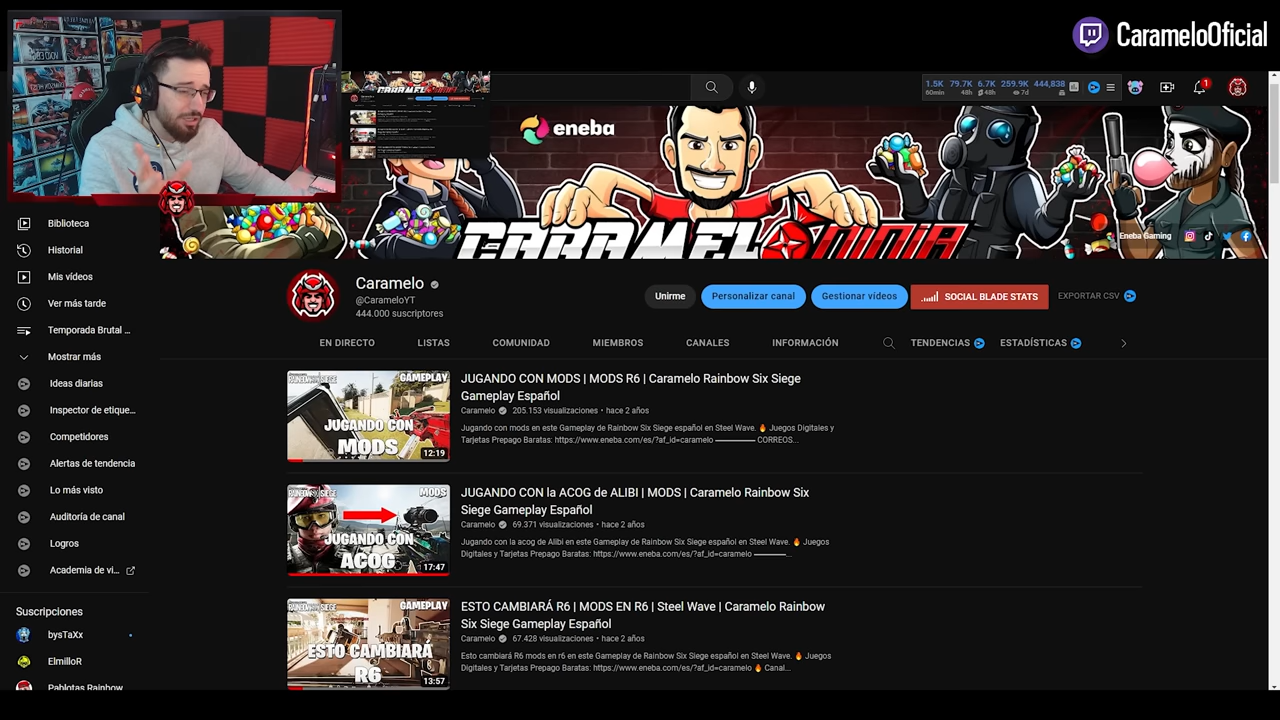 CarameloOficial
1.5K 79.7K 6.7K 259.9K 444,838
60min 48h 48h 7d
1
eneba
CARAMELO NINJA
Eneba Gaming
Biblioteca
Historial
Mis vídeos
Ver más tarde
Temporada Brutal ...
Mostrar más
Ideas diarias
Inspector de etique...
Competidores
Alertas de tendencia
Lo más visto
Auditoría de canal
Logros
Academia de vi...
Suscripciones
bysTaXx
ElmilloR
Pablotas Rainbow
Caramelo
@CarameloYT
444.000 suscriptores
Unirme
Personalizar canal
Gestionar vídeos
SOCIAL BLADE STATS
EXPORTAR CSV
EN DIRECTO
LISTAS
COMUNIDAD
MIEMBROS
CANALES
INFORMACIÓN
TENDENCIAS
ESTADÍSTICAS
GAMEPLAY
JUGANDO CON
MODS
12:19
JUGANDO CON MODS | MODS R6 | Caramelo Rainbow Six Siege
Gameplay Español
Caramelo 205.153 visualizaciones • hace 2 años
Jugando con mods en este Gameplay de Rainbow Six Siege español en Steel Wave. 🔥 Juegos Digitales y
Tarjetas Prepago Baratas: https://www.eneba.com/es/?af_id=caramelo ▬▬▬▬▬ CORREOS...
MODS
JUGANDO CON
ACOG
17:47
JUGANDO CON la ACOG de ALIBI | MODS | Caramelo Rainbow Six
Siege Gameplay Español
Caramelo 69.371 visualizaciones • hace 2 años
Jugando con la acog de Alibi en este Gameplay de Rainbow Six Siege español en Steel Wave. 🔥 Juegos
Digitales y Tarjetas Prepago Baratas: https://www.eneba.com/es/?af_id=caramelo ▬▬▬▬▬...
GAMEPLAY
ESTO CAMBIARÁ
R6
13:57
ESTO CAMBIARÁ R6 | MODS EN R6 | Steel Wave | Caramelo Rainbow
Six Siege Gameplay Español
Caramelo 67.428 visualizaciones • hace 2 años
Esto cambiará R6 mods en r6 en este Gameplay de Rainbow Six Siege español en Steel Wave. 🔥 Juegos
Digitales y Tarjetas Prepago Baratas: https://www.eneba.com/es/?af_id=caramelo 🔥 Canal...